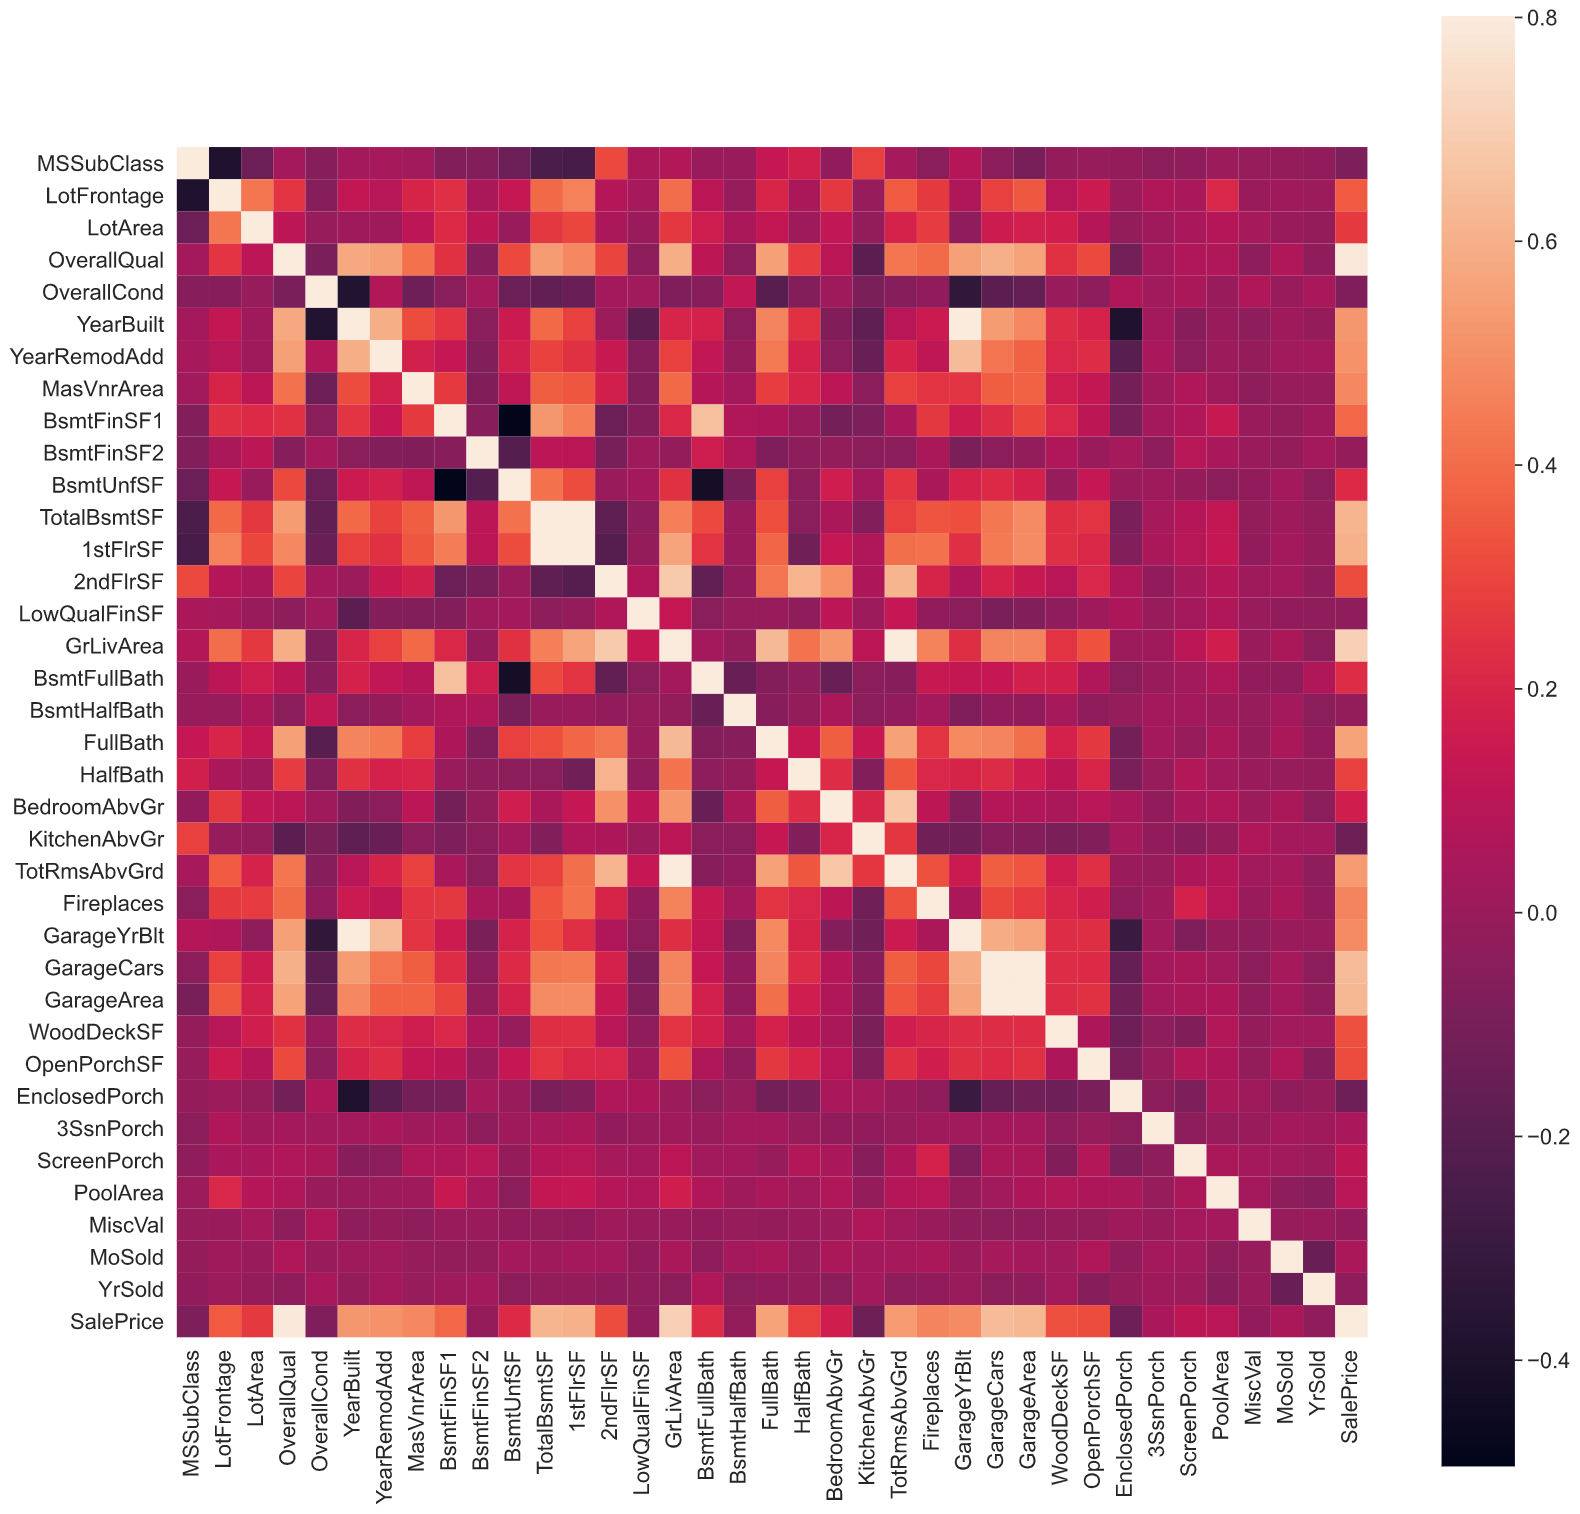 0.8
0.6
0.4
0.2
0.0
−0.2
−0.4
MSSubClass
LotFrontage
LotArea
OverallQual
OverallCond
YearBuilt
YearRemodAdd
MasVnrArea
BsmtFinSF1
BsmtFinSF2
BsmtUnfSF
TotalBsmtSF
1stFlrSF
2ndFlrSF
LowQualFinSF
GrLivArea
BsmtFullBath
BsmtHalfBath
FullBath
HalfBath
BedroomAbvGr
KitchenAbvGr
TotRmsAbvGrd
Fireplaces
GarageYrBlt
GarageCars
GarageArea
WoodDeckSF
OpenPorchSF
EnclosedPorch
3SsnPorch
ScreenPorch
PoolArea
MiscVal
MoSold
YrSold
SalePrice
MSSubClass
LotFrontage
LotArea
OverallQual
OverallCond
YearBuilt
YearRemodAdd
MasVnrArea
BsmtFinSF1
BsmtFinSF2
BsmtUnfSF
TotalBsmtSF
1stFlrSF
2ndFlrSF
LowQualFinSF
GrLivArea
BsmtFullBath
BsmtHalfBath
FullBath
HalfBath
BedroomAbvGr
KitchenAbvGr
TotRmsAbvGrd
Fireplaces
GarageYrBlt
GarageCars
GarageArea
WoodDeckSF
OpenPorchSF
EnclosedPorch
3SsnPorch
ScreenPorch
PoolArea
MiscVal
MoSold
YrSold
SalePrice